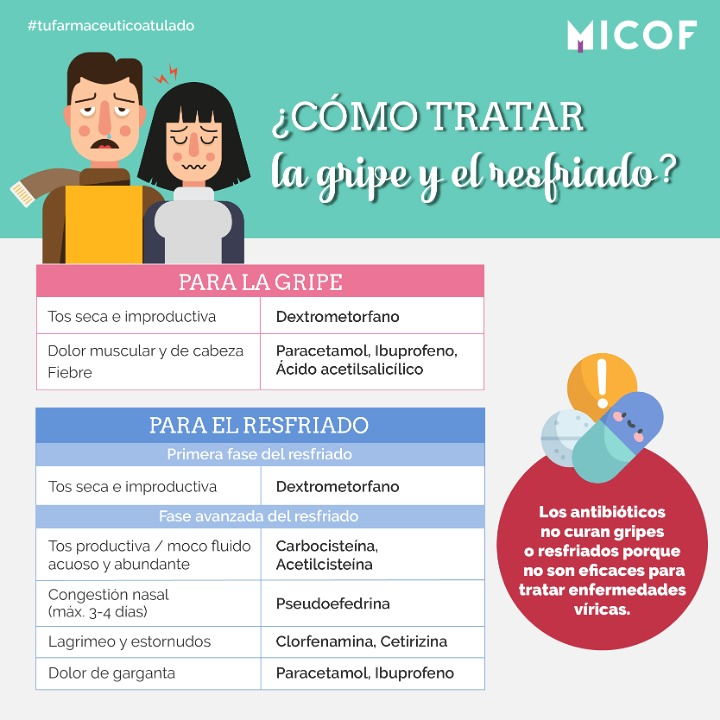 #tufarmaceuticoatulado
MICOF
¿CÓMO TRATAR
la gripe y el resfriado?
PARA LA GRIPE
Tos seca e improductiva
Dextrometorfano
Dolor muscular y de cabeza
Fiebre
Paracetamol, Ibuprofeno,
Ácido acetilsalicílico
PARA EL RESFRIADO
Primera fase del resfriado
Tos seca e improductiva
Dextrometorfano
Fase avanzada del resfriado
Tos productiva / moco fluido
acuoso y abundante
Carbocisteína,
Acetilcisteína
Congestión nasal
(máx. 3-4 días)
Pseudoefedrina
Lagrimeo y estornudos
Clorfenamina, Cetirizina
Dolor de garganta
Paracetamol, Ibuprofeno
Los antibióticos
no curan gripes
o resfriados porque
no son eficaces para
tratar enfermedades
víricas.